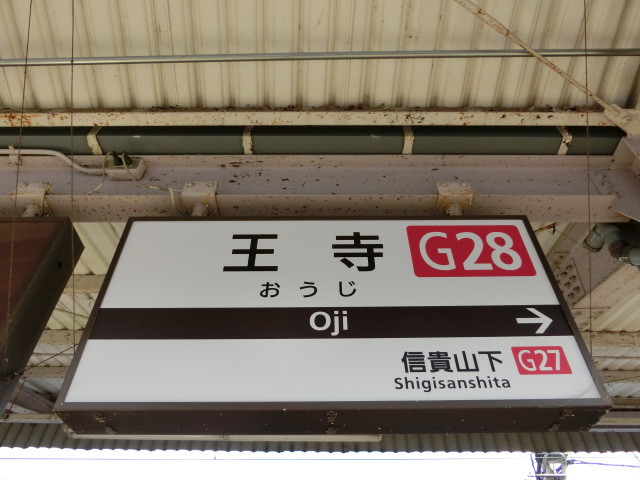 王寺 G28
おうじ
Oji
信貴山下 G27
Shigisanshita